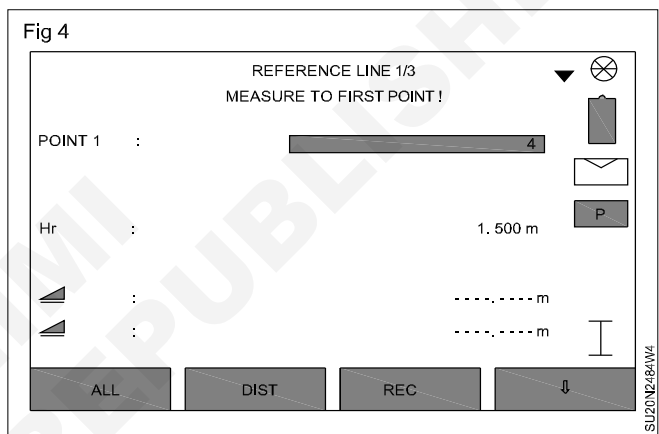 Fig 4
REFERENCE LINE 1/3
MEASURE TO FIRST POINT !
POINT 1 : 4
P
Hr : 1. 500 m
: - - - - . - - - - m
: - - - - . - - - - m
ALL DIST REC ⇩
SU20N2484W4